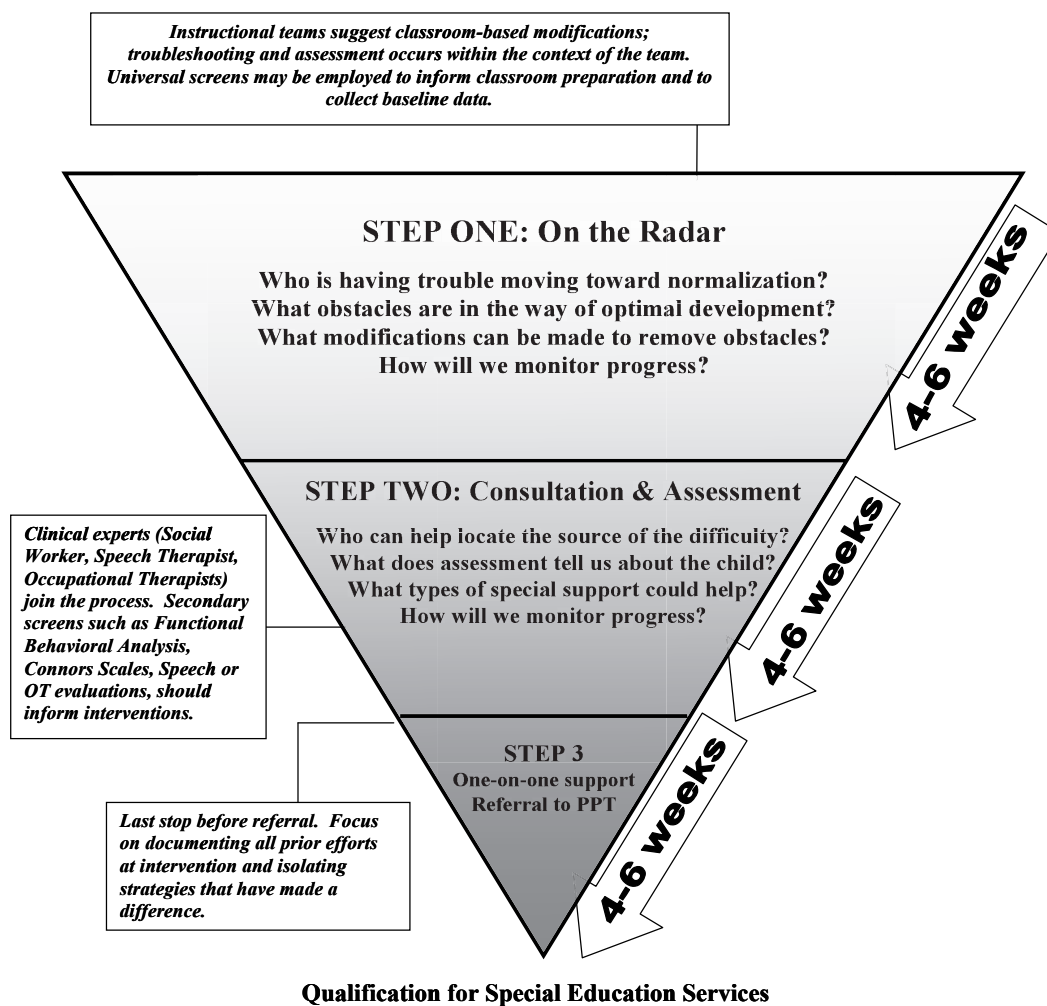 Instructional teams suggest classroom-based modifications;
troubleshooting and assessment occurs within the context of the team.
Universal screens may be employed to inform classroom preparation and to
collect baseline data.
STEP ONE: On the Radar
Who is having trouble moving toward normalization?
What obstacles are in the way of optimal development?
What modifications can be made to remove obstacles?
How will we monitor progress?
4-6 weeks
STEP TWO: Consultation & Assessment
Who can help locate the source of the difficulty?
What does assessment tell us about the child?
What types of special support could help?
How will we monitor progress?
4-6 weeks
Clinical experts (Social
Worker, Speech Therapist,
Occupational Therapists)
join the process.  Secondary
screens such as Functional
Behavioral Analysis,
Connors Scales, Speech or
OT evaluations, should
inform interventions.
STEP 3
One-on-one support
Referral to PPT
4-6 weeks
Last stop before referral.  Focus
on documenting all prior efforts
at intervention and isolating
strategies that have made a
difference.
Qualification for Special Education Services